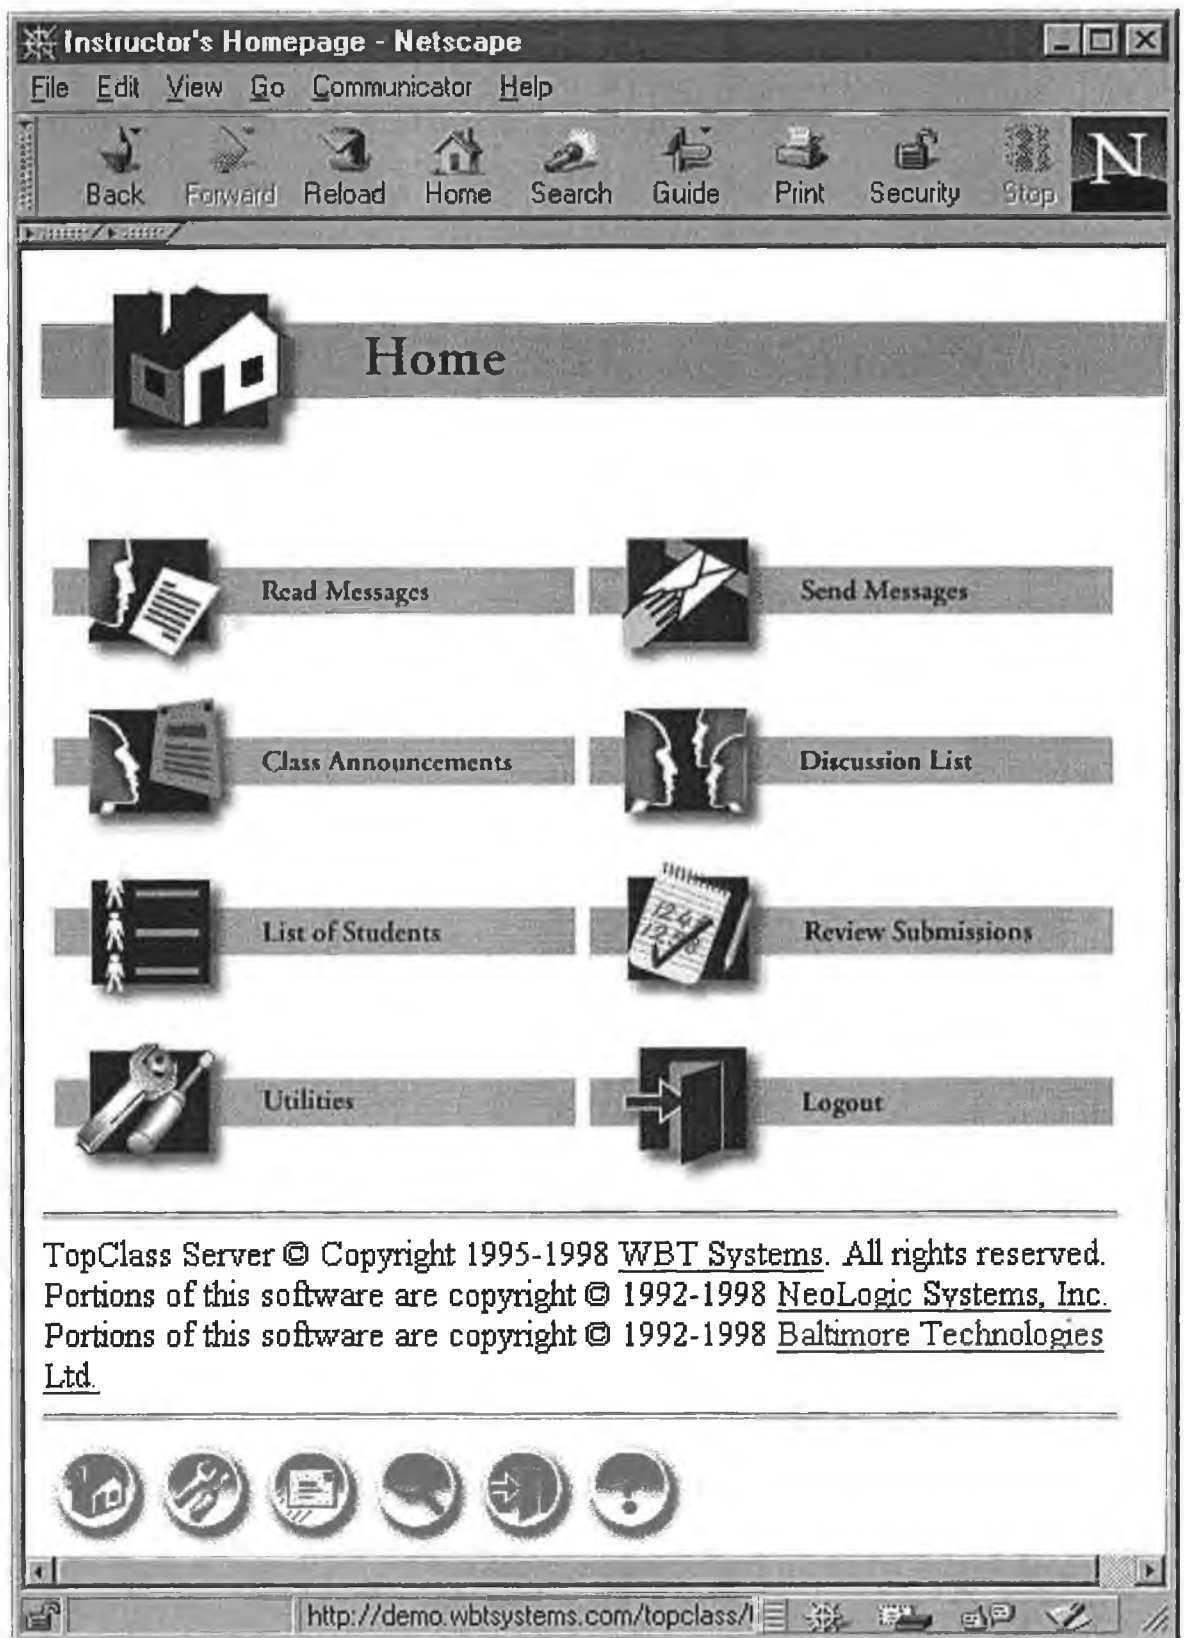 Instructor's Homepage - Netscape
File Edit View Go Communicator Help
Back Forward Reload Home Search Guide Print Security Stop
N
Home
Read Messages Send Messages
Class Announcements Discussion List
List of Students Review Submissions
Utilities Logout
TopClass Server © Copyright 1995-1998 WBT Systems. All rights reserved.
Portions of this software are copyright © 1992-1998 NeoLogic Systems, Inc.
Portions of this software are copyright © 1992-1998 Baltimore Technologies
Ltd.
http://demo.wbtsystems.com/topclass/